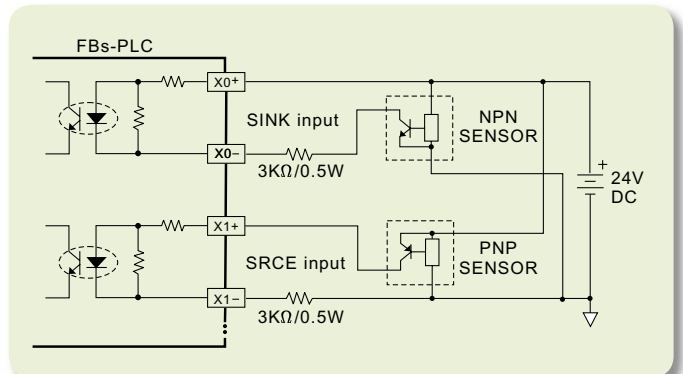 FBs-PLC
X0+
SINK input
NPN
SENSOR
X0−
3KΩ/0.5W
+
24V
DC
X1+
SRCE input
PNP
SENSOR
X1−
3KΩ/0.5W